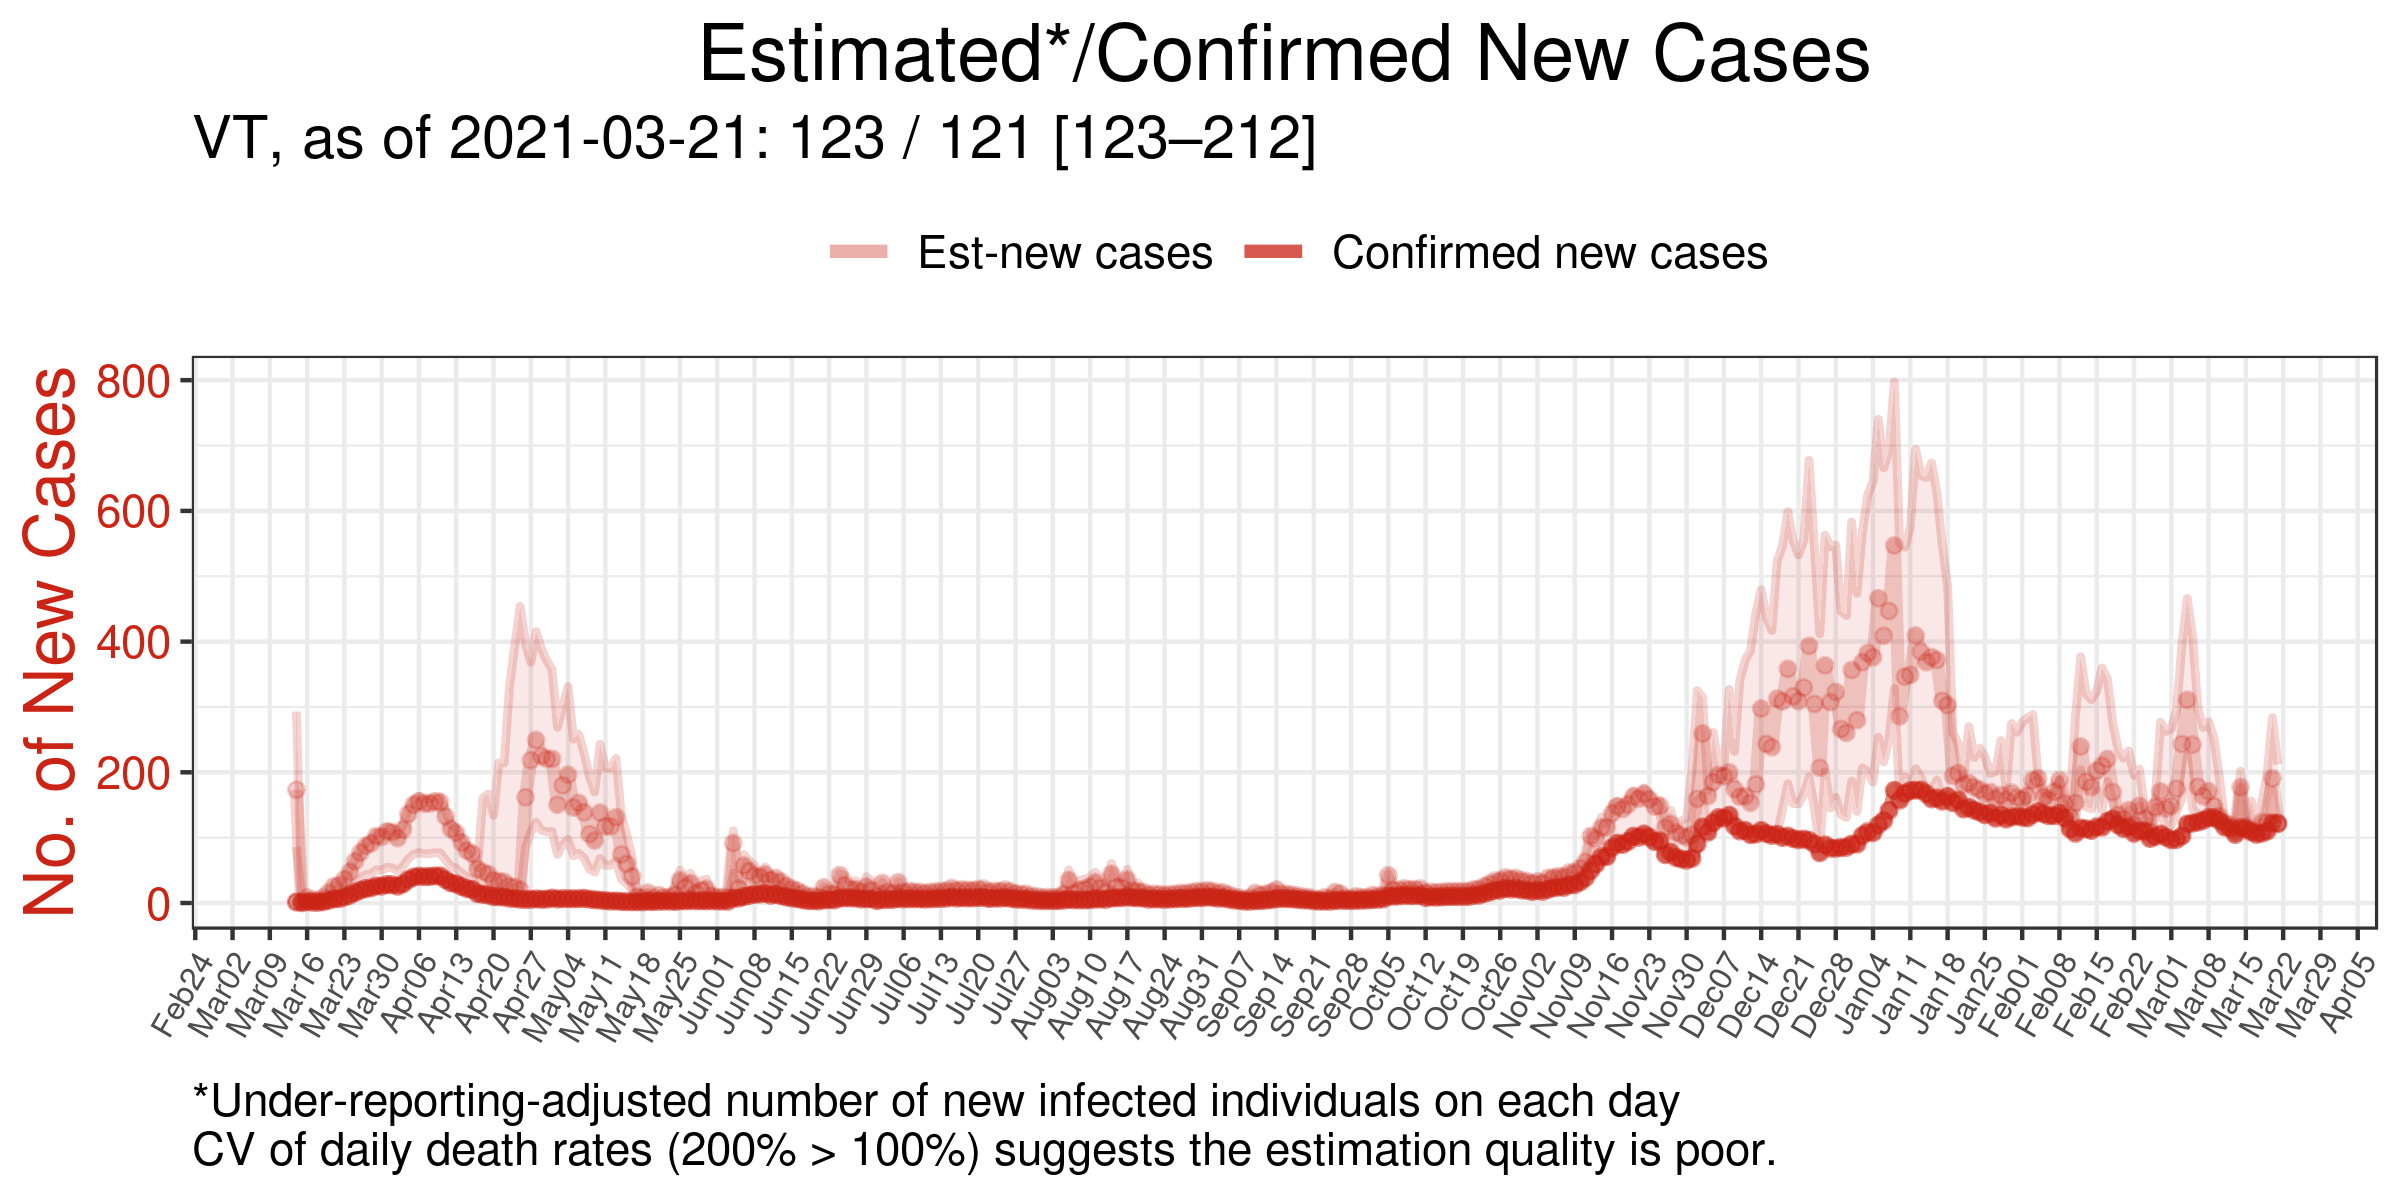 Estimated*/Confirmed New Cases
VT, as of 2021-03-21: 123 / 121 [123–212]
Est-new cases
Confirmed new cases
No. of New Cases
800
600
400
200
0
Feb24
Mar02
Mar09
Mar16
Mar23
Mar30
Apr06
Apr13
Apr20
Apr27
May04
May11
May18
May25
Jun01
Jun08
Jun15
Jun22
Jun29
Jul06
Jul13
Jul20
Jul27
Aug03
Aug10
Aug17
Aug24
Aug31
Sep07
Sep14
Sep21
Sep28
Oct05
Oct12
Oct19
Oct26
Nov02
Nov09
Nov16
Nov23
Nov30
Dec07
Dec14
Dec21
Dec28
Jan04
Jan11
Jan18
Jan25
Feb01
Feb08
Feb15
Feb22
Mar01
Mar08
Mar15
Mar22
Mar29
Apr05
*Under-reporting-adjusted number of new infected individuals on each day
CV of daily death rates (200% > 100%) suggests the estimation quality is poor.